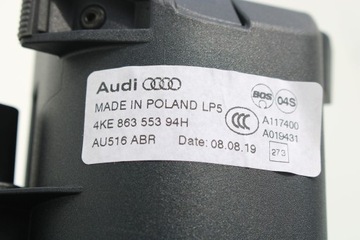 Audi BOS 04S
MADE IN POLAND LP5
4KE 863 553 94H CCC A117400
A019431
AU516 ABR Date: 08.08.19 273